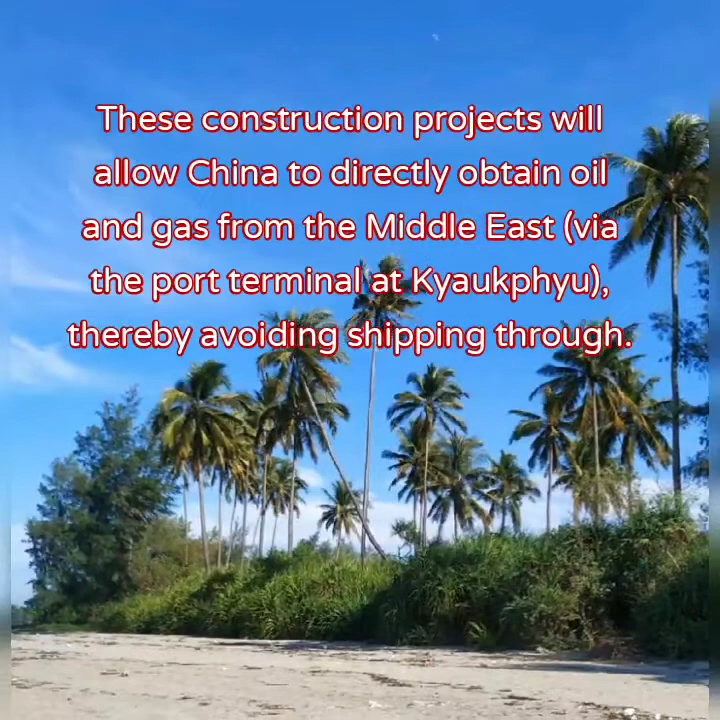 These construction projects will
allow China to directly obtain oil
and gas from the Middle East (via
the port terminal at Kyaukphyu),
thereby avoiding shipping through.